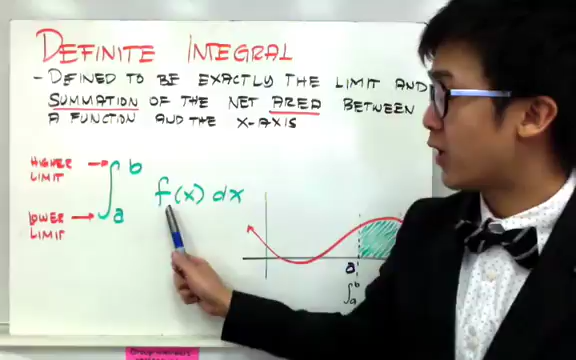 DEFINITE INTEGRAL
- DEFINED TO BE EXACTLY THE LIMIT AND
SUMMATION OF THE NET AREA BETWEEN
A FUNCTION AND THE X-AXIS
HIGHER LIMIT → ∫ b
f(x) dx
LOWER LIMIT → a
a
∫ b
a